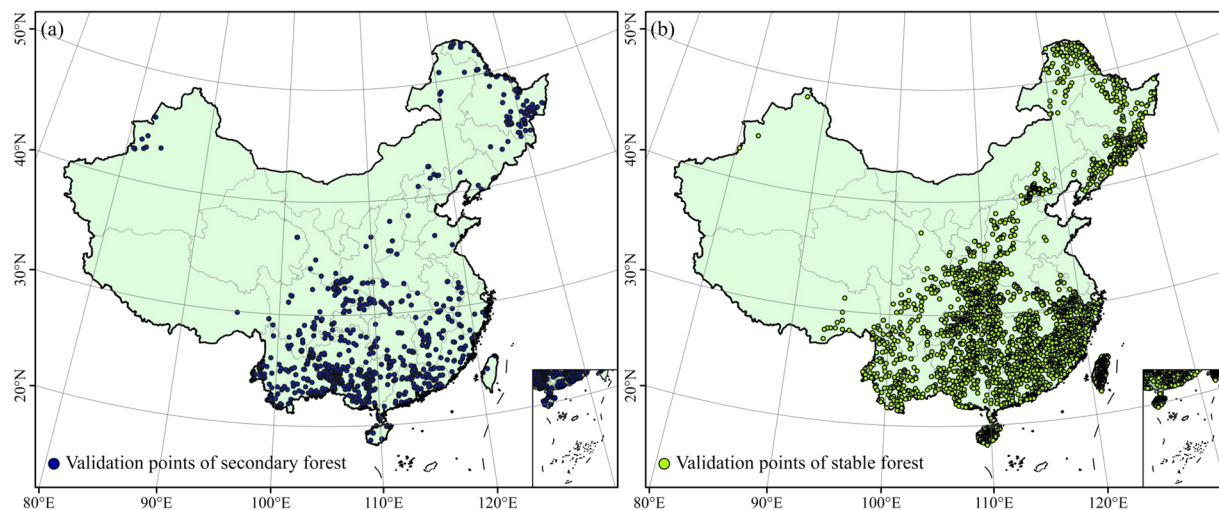 (a)
50°N
40°N
30°N
20°N
Validation points of secondary forest
80°E
90°E
100°E
110°E
120°E
(b)
50°N
40°N
30°N
20°N
Validation points of stable forest
80°E
90°E
100°E
110°E
120°E